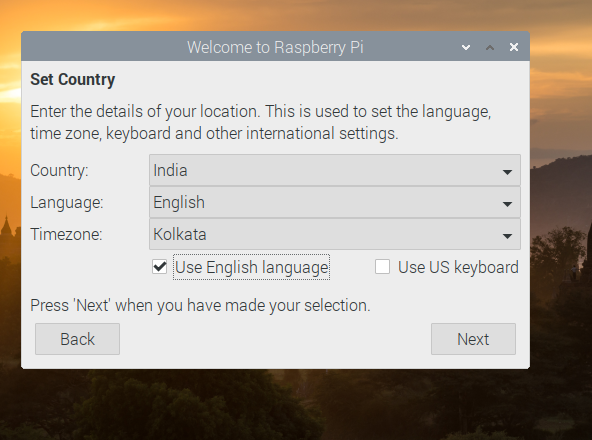 Welcome to Raspberry Pi
Set Country
Enter the details of your location. This is used to set the language,
time zone, keyboard and other international settings.
Country: India
Language: English
Timezone: Kolkata
Use English language Use US keyboard
Press 'Next' when you have made your selection.
Back Next